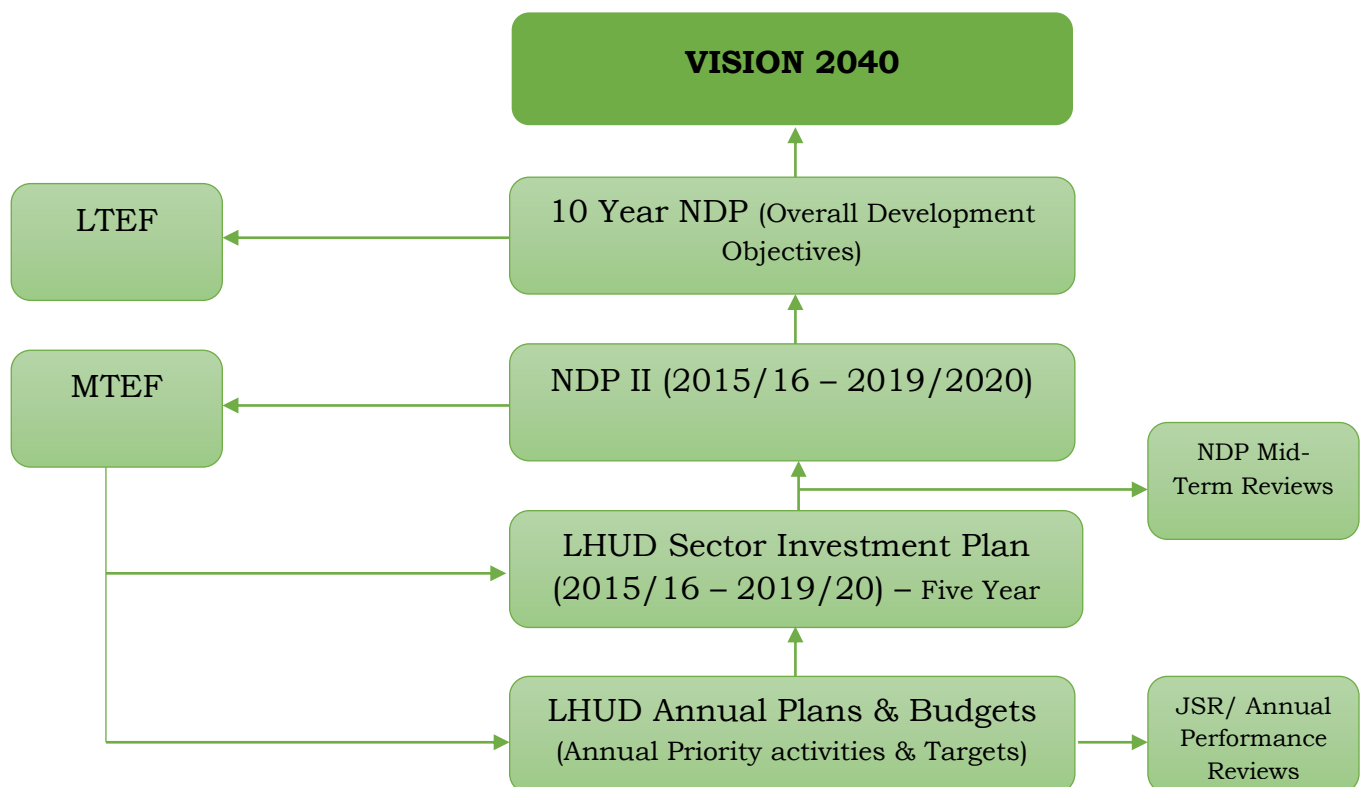 VISION 2040
LTEF
10 Year NDP (Overall Development
Objectives)
MTEF
NDP II (2015/16 – 2019/2020)
NDP Mid-
Term Reviews
LHUD Sector Investment Plan
(2015/16 – 2019/20) – Five Year
LHUD Annual Plans & Budgets
(Annual Priority activities & Targets)
JSR/ Annual
Performance
Reviews